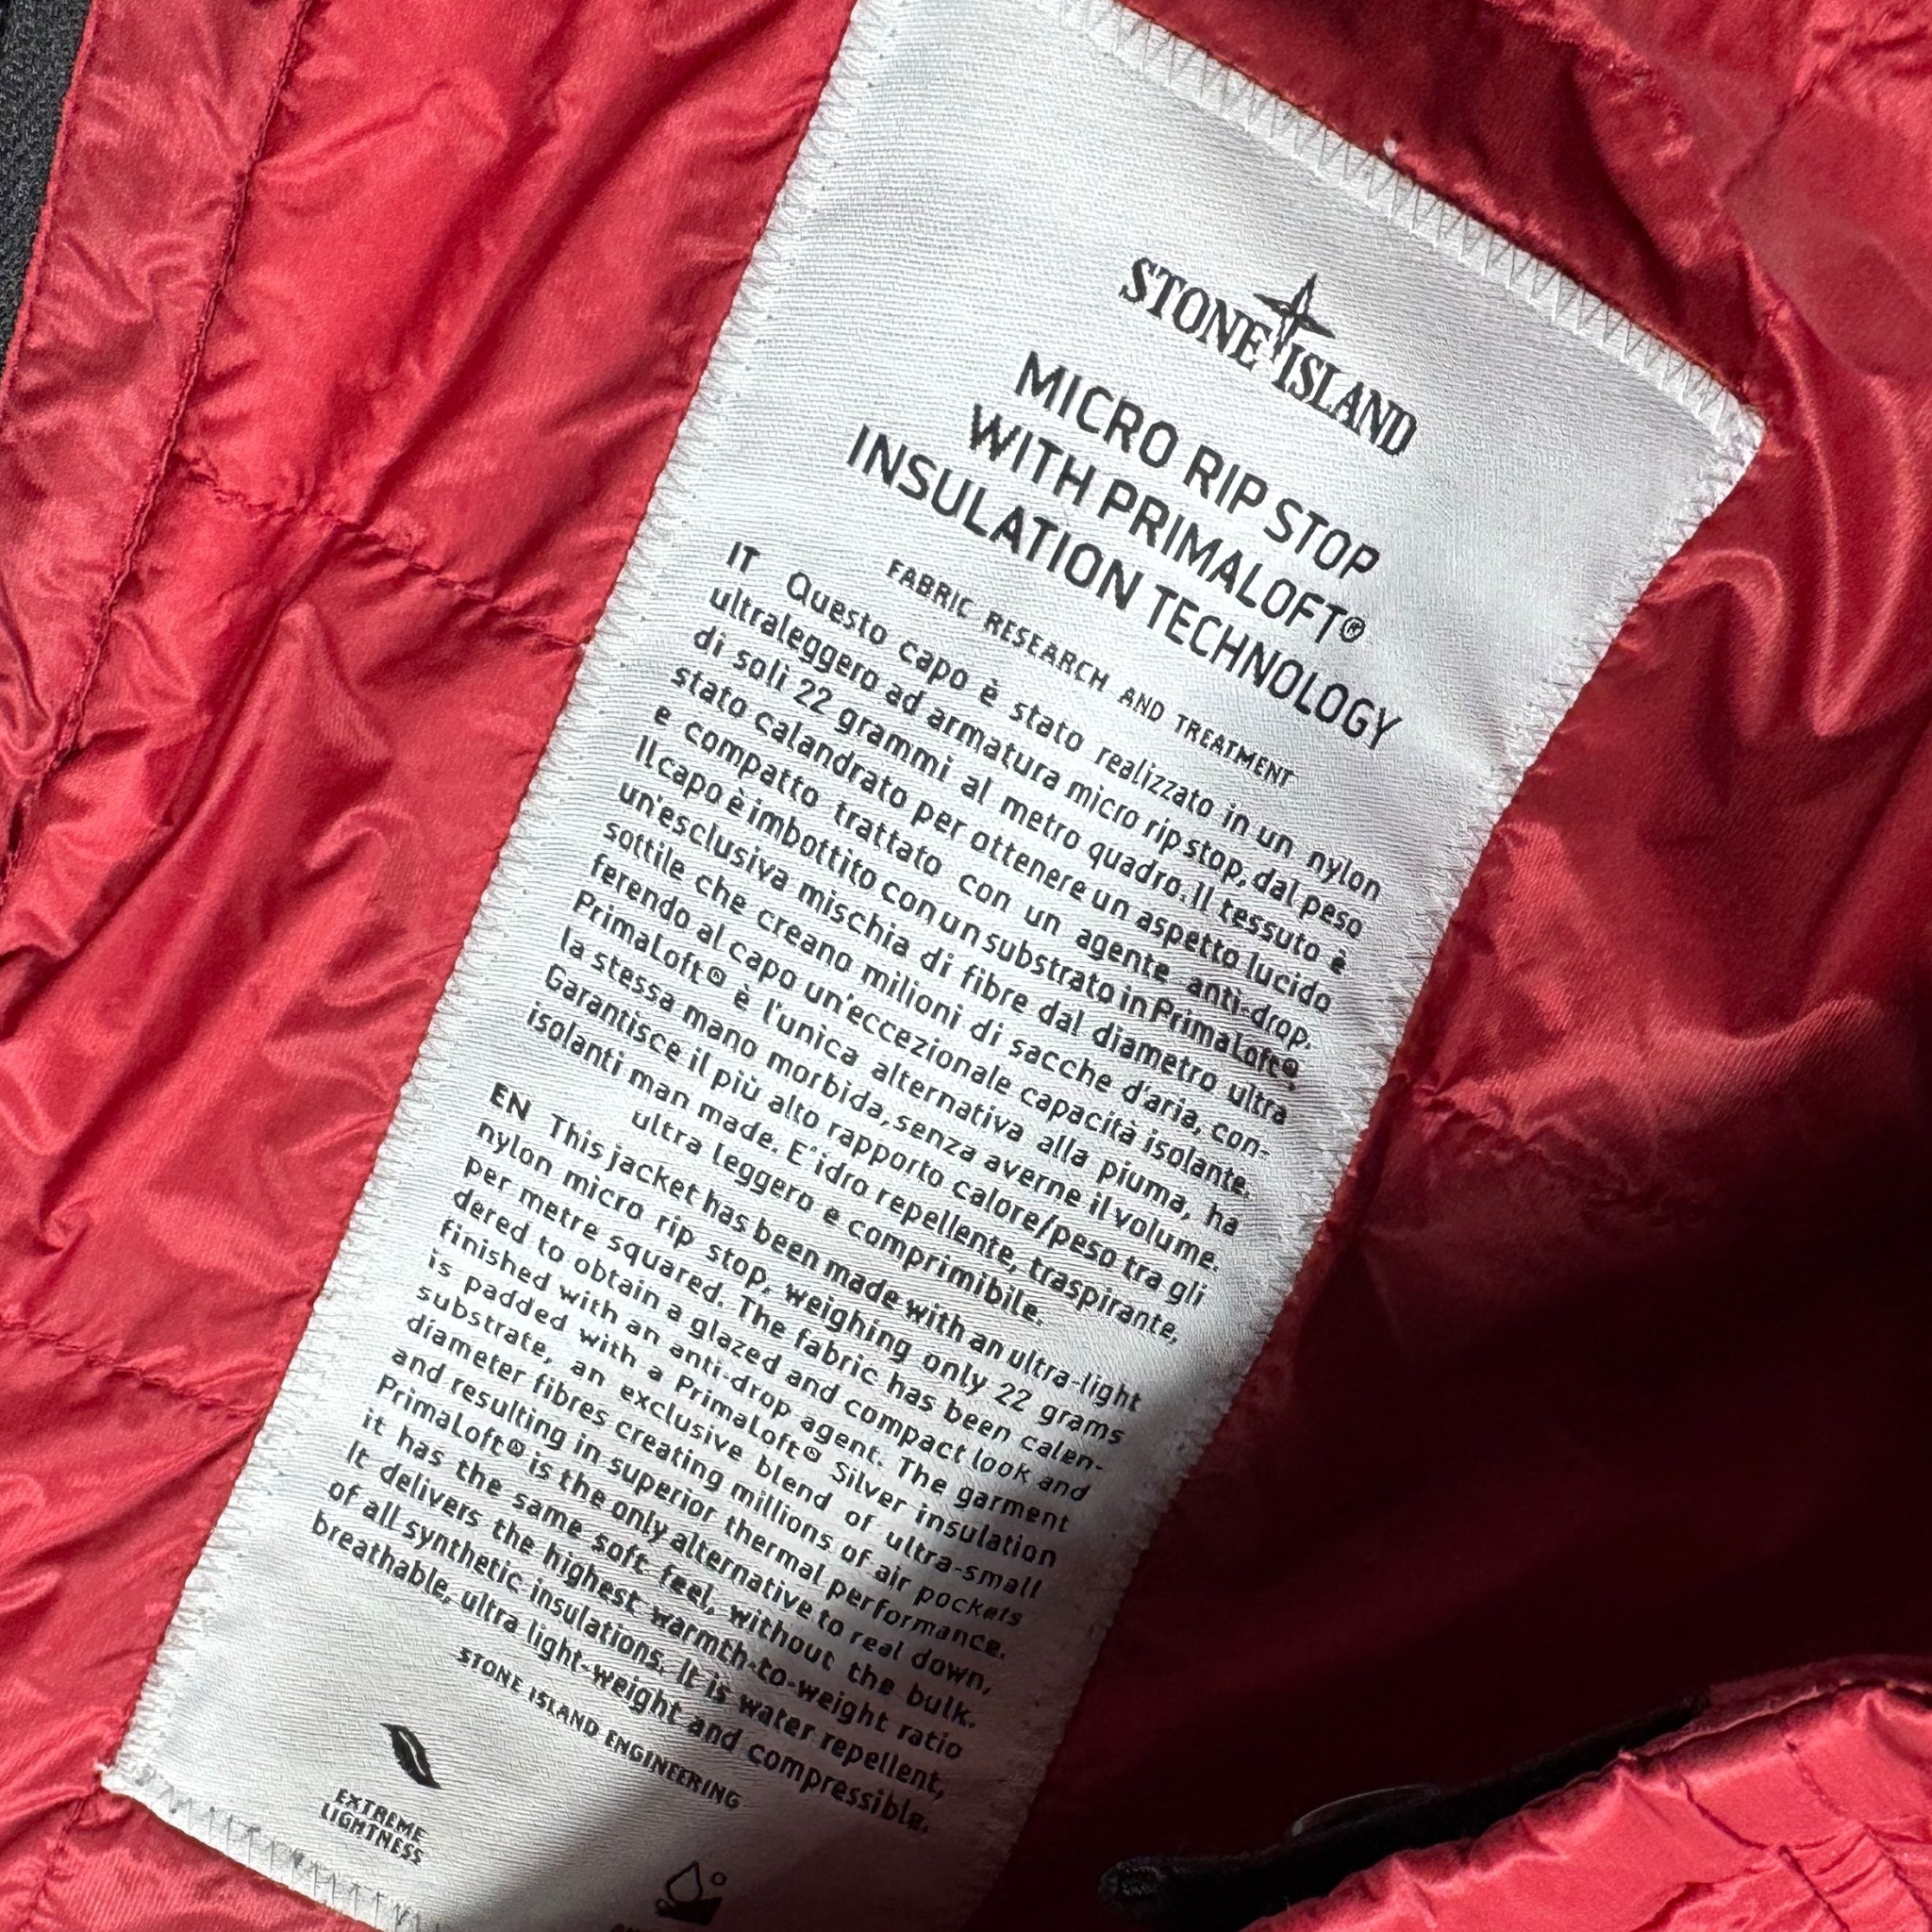 STONE ISLAND
MICRO RIP STOP
WITH PRIMALOFT®
INSULATION TECHNOLOGY
FABRIC RESEARCH AND TREATMENT
IT Questo capo è stato realizzato in un nylon
ultraleggero ad armatura micro rip stop, dal peso
di soli 22 grammi al metro quadro. Il tessuto è
stato calandrato per ottenere un aspetto lucido
e compatto trattato con un agente anti-drop.
Il capo è imbottito con un substrato in PrimaLoft®,
un'esclusiva mischia di fibre dal diametro ultra
sottile che creano milioni di sacche d'aria, con-
ferendo al capo un'eccezionale capacità isolante.
PrimaLoft® è l'unica alternativa alla piuma, ha
la stessa mano morbida, senza averne il volume.
Garantisce il più alto rapporto calore/peso tra gli
isolanti man made. E' idro repellente, traspirante,
ultra leggero e comprimibile.
EN This jacket has been made with an ultra-light
nylon micro rip stop, weighing only 22 grams
per metre squared. The fabric has been calen-
dered to obtain a glazed and compact look and
finished with an anti-drop agent. The garment
is padded with a PrimaLoft® Silver insulation
substrate, an exclusive blend of ultra-small
diameter fibres creating millions of air pockets
and resulting in superior thermal performance.
PrimaLoft® is the only alternative to real down,
it has the same soft feel, without the bulk.
It delivers the highest warmth-to-weight ratio
of all synthetic insulations. It is water repellent,
breathable, ultra light-weight and compressible.
STONE ISLAND ENGINEERING
EXTREME
LIGHTNESS